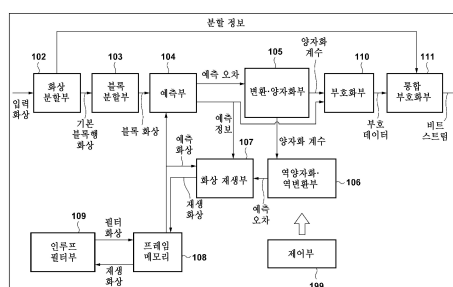 분할 정보
102
103
104
105
110
111
화상
분할부
블록
분할부
예측부
예측 오차
변환·양자화부
양자화
계수
부호화부
통합
부호화부
입력
화상
기본
블록행
화상
블록 화상
예측
정보
양자화 계수
부호
데이터
비트
스트림
예측
화상
107
화상 재생부
역양자화·
역변환부
106
재생
화상
예측
오차
109
필터
화상
인루프
필터부
프레임
메모리
108
재생
화상
제어부
199